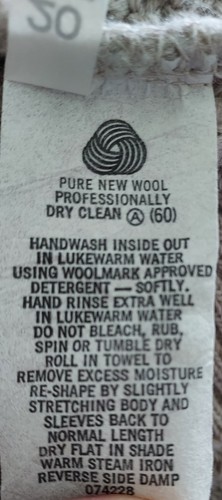 20
PURE NEW WOOL
PROFESSIONALLY
DRY CLEAN Ⓐ (60)
HANDWASH INSIDE OUT
IN LUKEWARM WATER
USING WOOLMARK APPROVED
DETERGENT — SOFTLY.
HAND RINSE EXTRA WELL
IN LUKEWARM WATER
DO NOT BLEACH, RUB,
SPIN OR TUMBLE DRY
ROLL IN TOWEL TO
REMOVE EXCESS MOISTURE
RE-SHAPE BY SLIGHTLY
STRETCHING BODY AND
SLEEVES BACK TO
NORMAL LENGTH
DRY FLAT IN SHADE
WARM STEAM IRON
REVERSE SIDE DAMP
074228